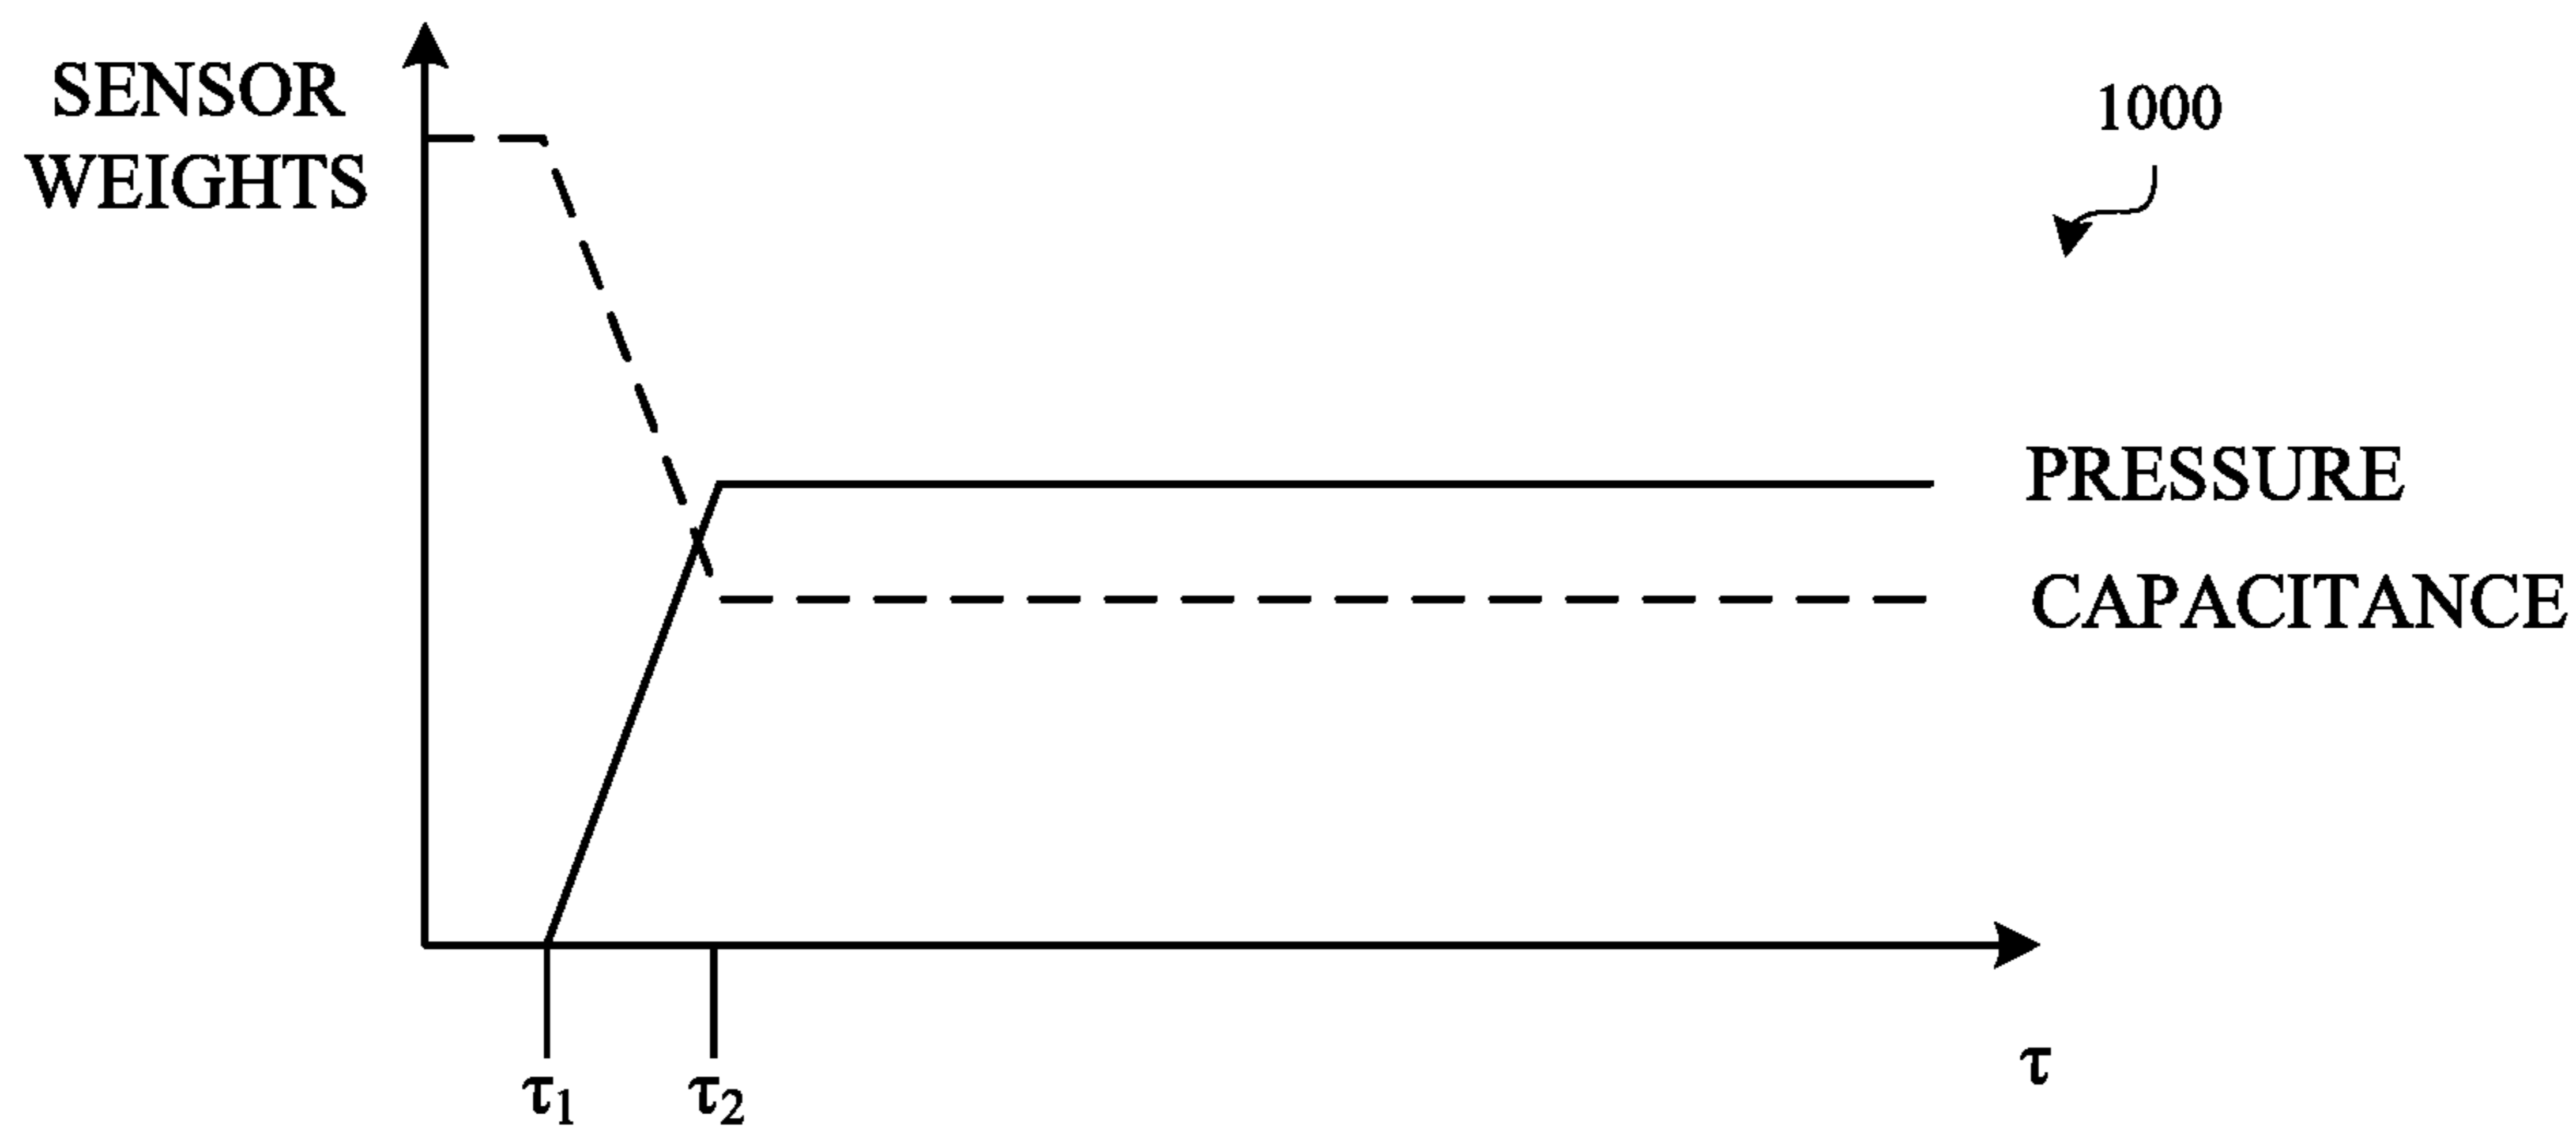 SENSOR
WEIGHTS
1000
PRESSURE
CAPACITANCE
τ1
τ2
τ